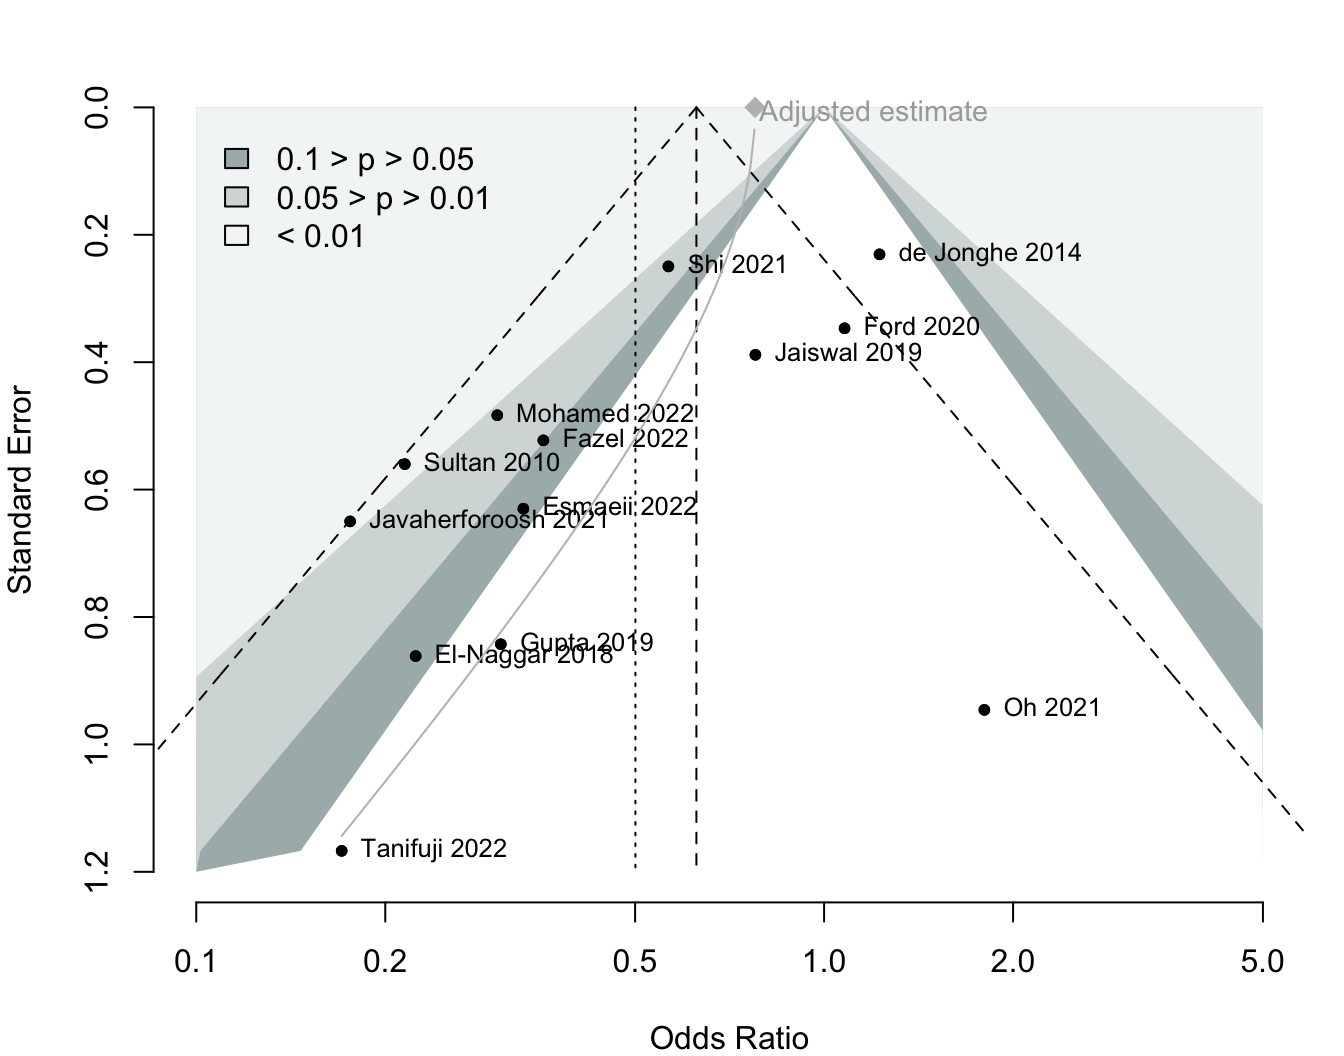 Adjusted estimate
0.1 > p > 0.05
0.05 > p > 0.01
< 0.01
de Jonghe 2014
Shi 2021
Ford 2020
Jaiswal 2019
Mohamed 2022
Fazel 2022
Sultan 2010
Esmaeii 2022
Javaherforoosh 2021
Gupta 2019
El-Naggar 2018
Oh 2021
Tanifuji 2022
Standard Error
0.0
0.2
0.4
0.6
0.8
1.0
1.2
0.1 0.2 0.5 1.0 2.0 5.0
Odds Ratio